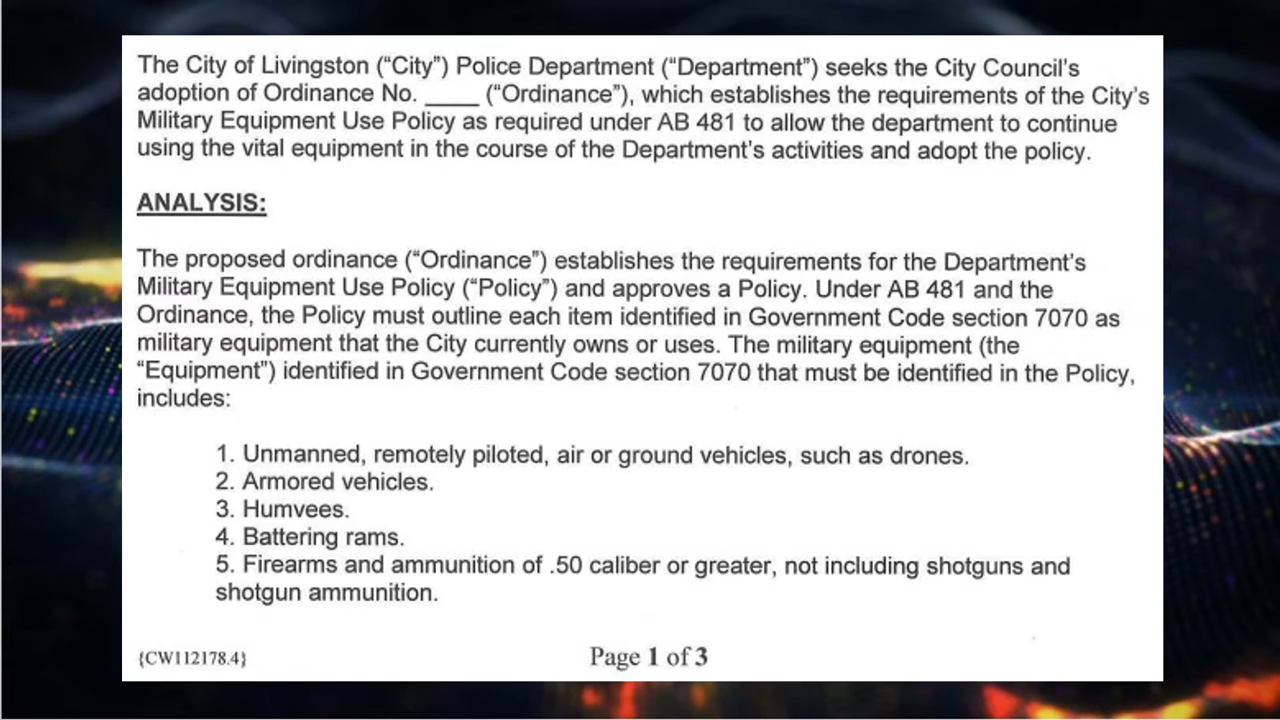 The City of Livingston (“City”) Police Department (“Department”) seeks the City Council's
adoption of Ordinance No. ____ (“Ordinance”), which establishes the requirements of the City’s
Military Equipment Use Policy as required under AB 481 to allow the department to continue
using the vital equipment in the course of the Department's activities and adopt the policy.
ANALYSIS:
The proposed ordinance (“Ordinance”) establishes the requirements for the Department's
Military Equipment Use Policy (“Policy”) and approves a Policy. Under AB 481 and the
Ordinance, the Policy must outline each item identified in Government Code section 7070 as
military equipment that the City currently owns or uses. The military equipment (the
“Equipment”) identified in Government Code section 7070 that must be identified in the Policy,
includes:
1. Unmanned, remotely piloted, air or ground vehicles, such as drones.
2. Armored vehicles.
3. Humvees.
4. Battering rams.
5. Firearms and ammunition of .50 caliber or greater, not including shotguns and
shotgun ammunition.
{CW112178.4}
Page 1 of 3